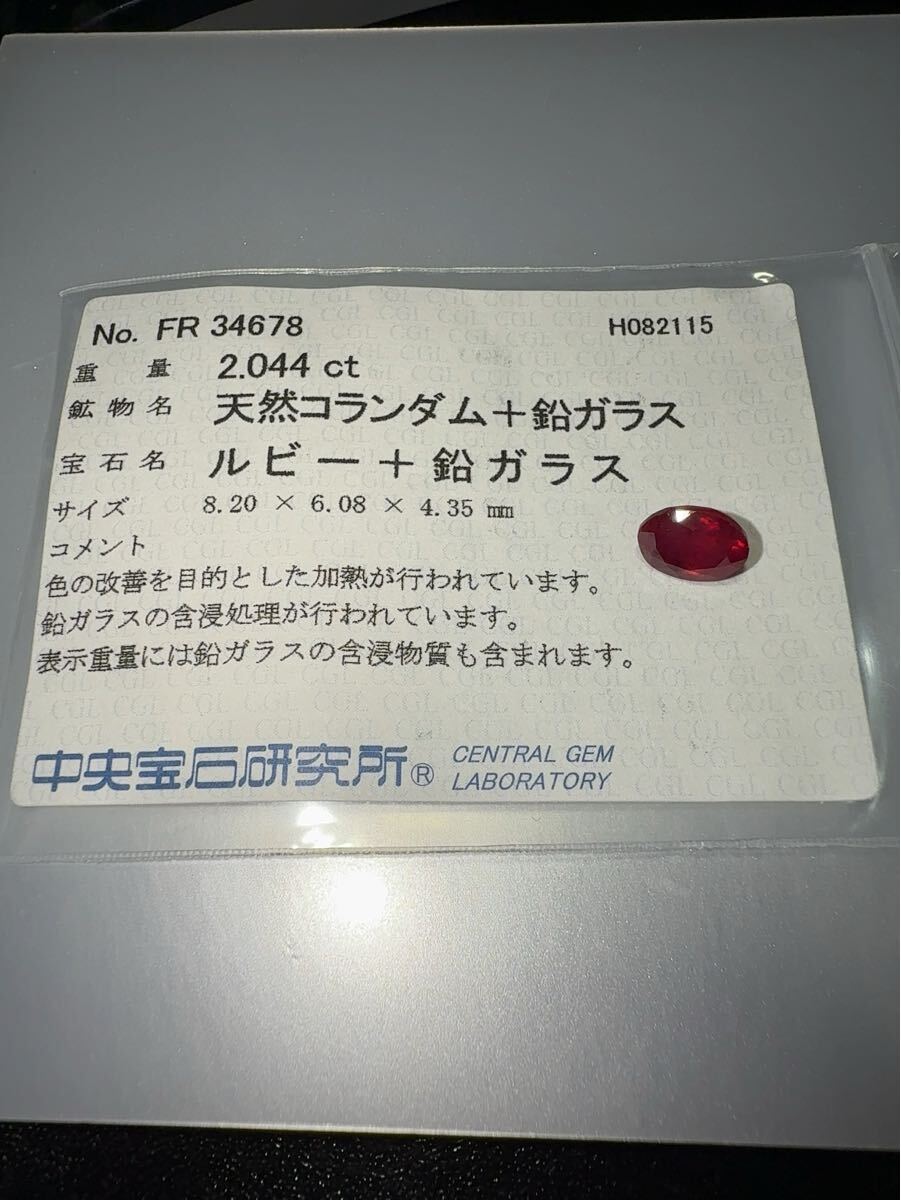 No. FR 34678 H082115
重量 2.044 ct
鉱物名 天然コランダム＋鉛ガラス
宝石名 ルビー＋鉛ガラス
サイズ 8.20 × 6.08 × 4.35 ㎜
コメント
色の改善を目的とした加熱が行われています。
鉛ガラスの含浸処理が行われています。
表示重量には鉛ガラスの含浸物質も含まれます。
中央宝石研究所® CENTRAL GEM
LABORATORY